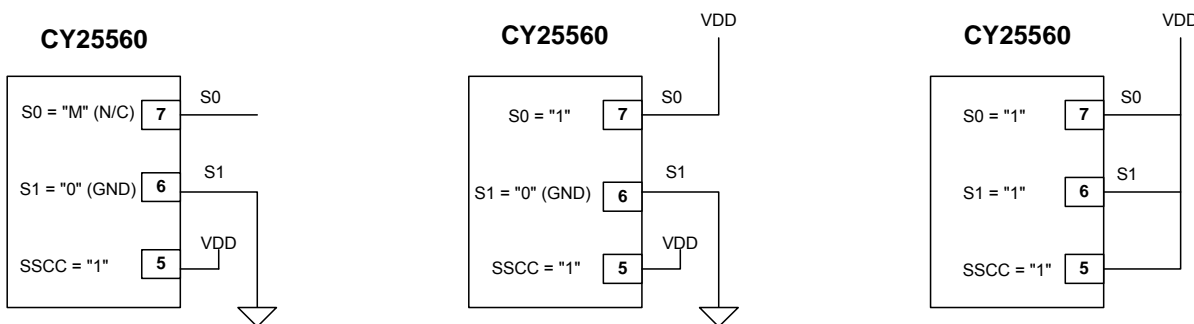 CY25560
S0 = "M" (N/C)
7
S0
S1 = "0" (GND)
6
S1
SSCC = "1"
5
VDD
CY25560
VDD
S0 = "1"
7
S0
S1 = "0" (GND)
6
S1
SSCC = "1"
5
VDD
CY25560
VDD
S0 = "1"
7
S0
S1 = "1"
6
S1
SSCC = "1"
5